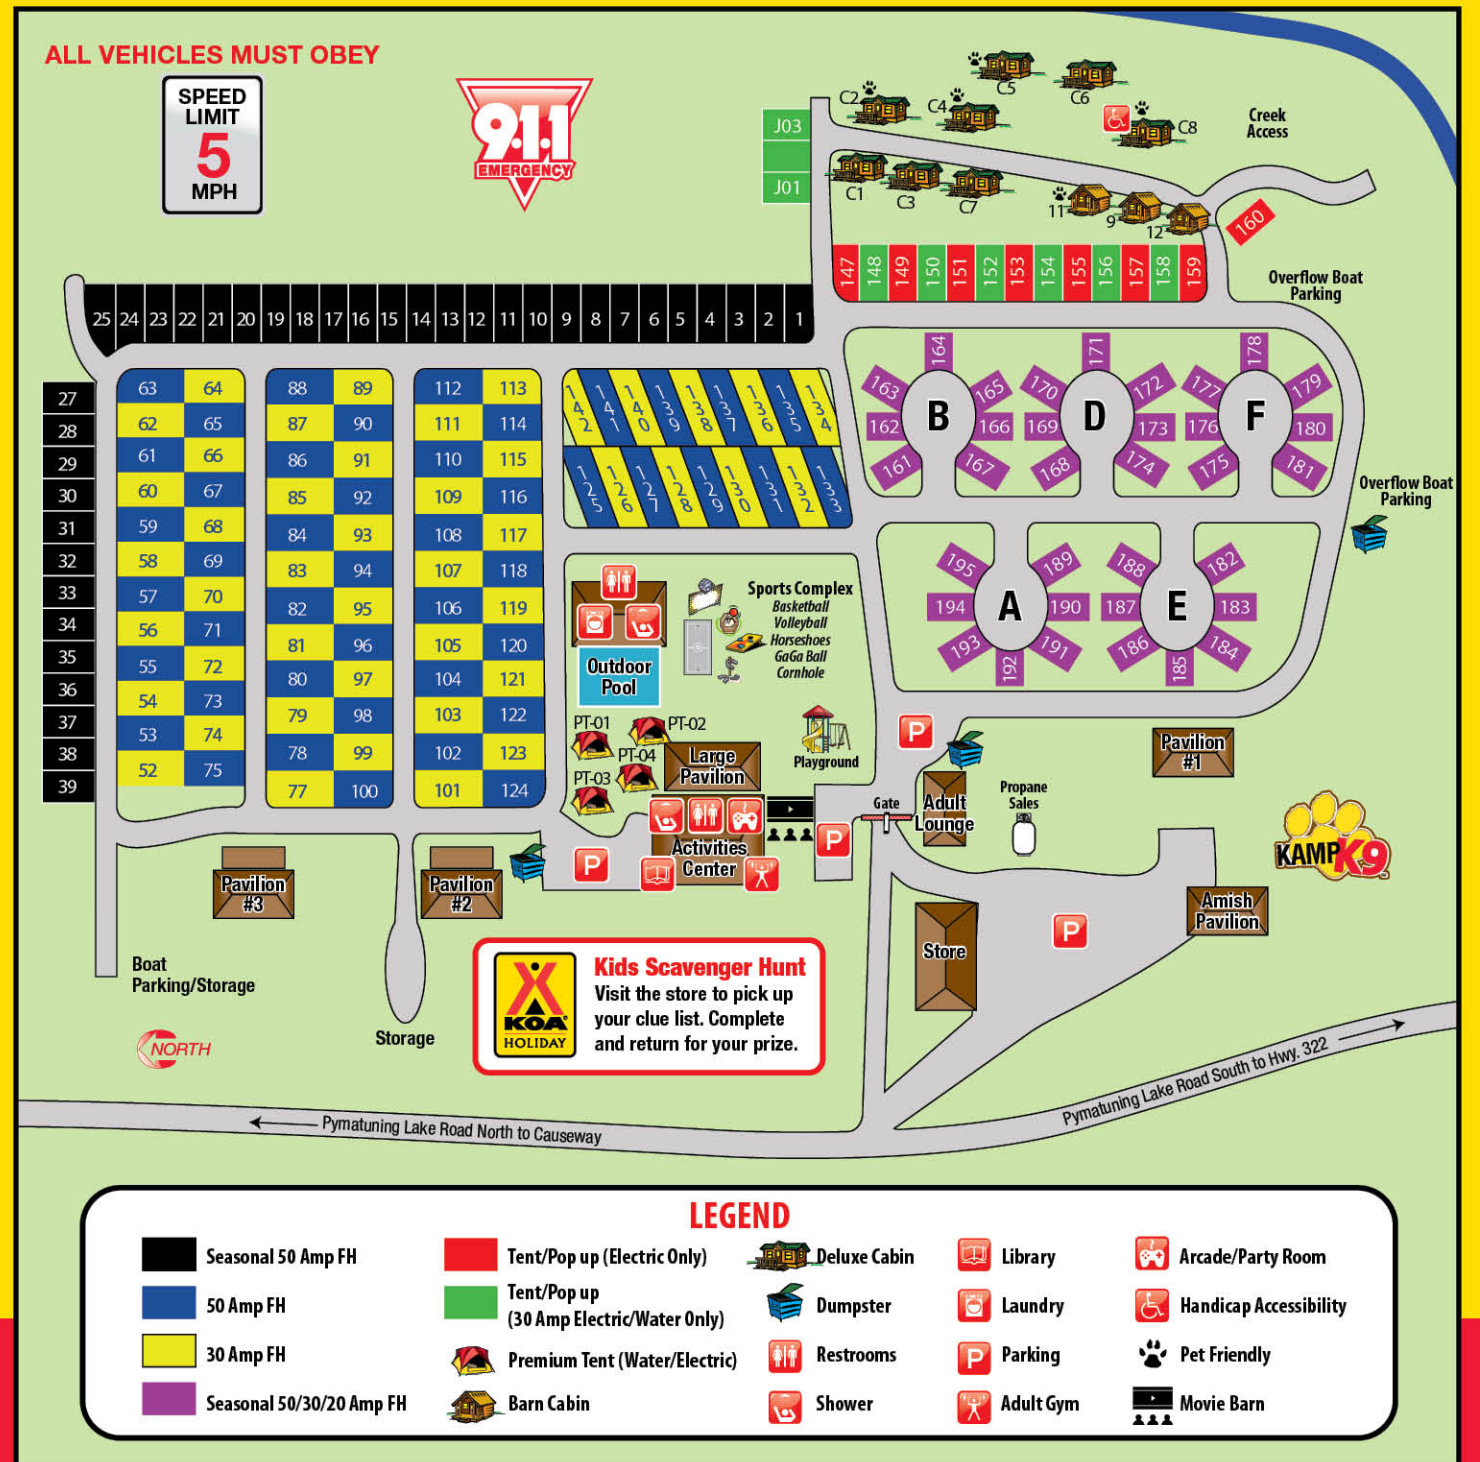 ALL VEHICLES MUST OBEY
SPEED
LIMIT
5
MPH
9.1.1
EMERGENCY
J03
J01
C2
C4
C5
C6
C8
C1
C3
C7
11
9
12
Creek
Access
160
147 148 149 150 151 152 153 154 155 156 157 158 159
Overflow Boat
Parking
25 24 23 22 21 20 19 18 17 16 15 14 13 12 11 10 9 8 7 6 5 4 3 2 1
27
28
29
30
31
32
33
34
35
36
37
38
39
63 64
62 65
61 66
60 67
59 68
58 69
57 70
56 71
55 72
54 73
53 74
52 75
88 89
87 90
86 91
85 92
84 93
83 94
82 95
81 96
80 97
79 98
78 99
77 100
112 113
111 114
110 115
109 116
108 117
107 118
106 119
105 120
104 121
103 122
102 123
101 124
142 141 140 139 138 137 136 135 134
125 126 127 128 129 130 131 132 133
164
163 165
162 B 166
161 167
171
170 172
169 D 173
168 174
178
177 179
176 F 180
175 181
Overflow Boat
Parking
195 189
194 A 190
193 191
192
188 182
187 E 183
186 184
185
Sports Complex
Basketball
Volleyball
Horseshoes
GaGa Ball
Cornhole
Outdoor
Pool
PT-01
PT-02
PT-04
PT-03
Large
Pavilion
Playground
P
Pavilion
#1
Gate
Adult
Lounge
Propane
Sales
P
P
Activities
Center
KAMPK9
Pavilion
#3
Pavilion
#2
Store
P
Amish
Pavilion
Boat
Parking/Storage
Storage
NORTH
KOA
HOLIDAY
Kids Scavenger Hunt
Visit the store to pick up
your clue list. Complete
and return for your prize.
Pymatuning Lake Road North to Causeway
Pymatuning Lake Road South to Hwy. 322
LEGEND
Seasonal 50 Amp FH
50 Amp FH
30 Amp FH
Seasonal 50/30/20 Amp FH
Tent/Pop up (Electric Only)
Tent/Pop up
(30 Amp Electric/Water Only)
Premium Tent (Water/Electric)
Barn Cabin
Deluxe Cabin
Dumpster
Restrooms
Shower
Library
Laundry
P Parking
Adult Gym
Arcade/Party Room
Handicap Accessibility
Pet Friendly
Movie Barn